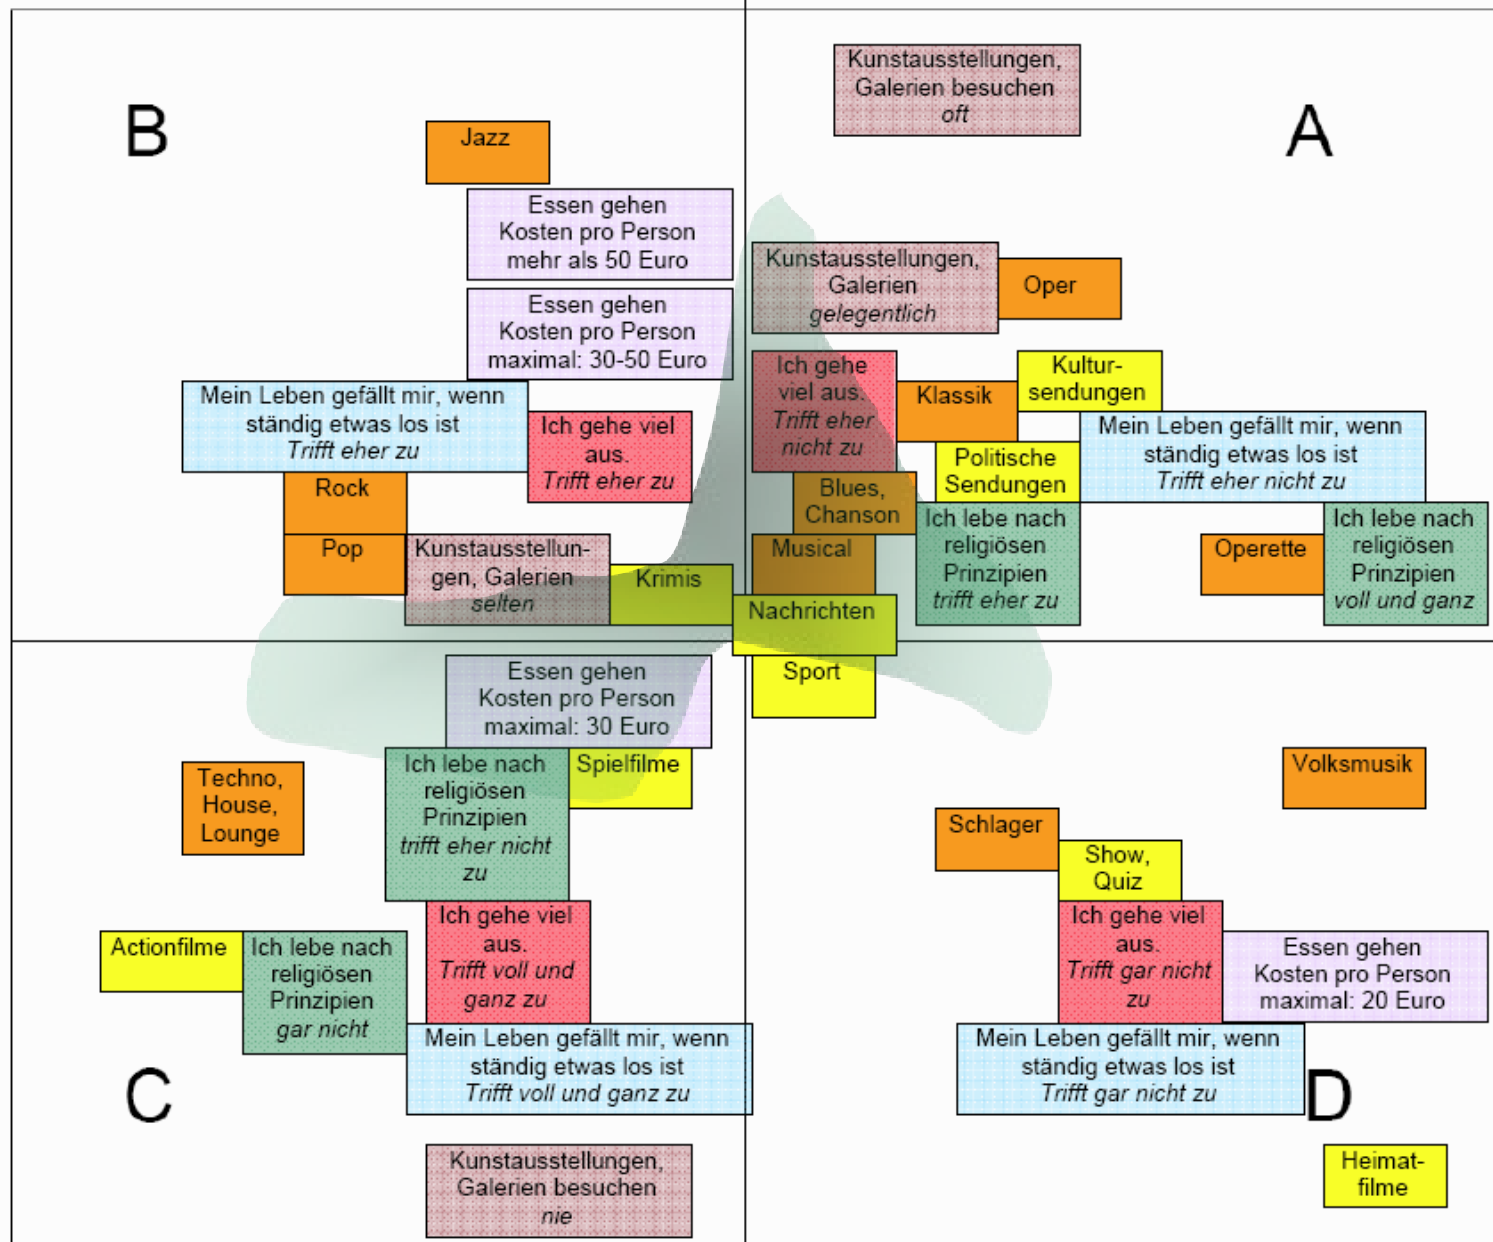 B
A
Kunstausstellungen,
Galerien besuchen
oft
Jazz
Essen gehen
Kosten pro Person
mehr als 50 Euro
Kunstausstellungen,
Galerien
gelegentlich
Oper
Essen gehen
Kosten pro Person
maximal: 30-50 Euro
Ich gehe
viel aus.
Trifft eher
nicht zu
Klassik
Kultur-
sendungen
Mein Leben gefällt mir, wenn
ständig etwas los ist
Trifft eher zu
Ich gehe viel
aus.
Trifft eher zu
Mein Leben gefällt mir, wenn
ständig etwas los ist
Trifft eher nicht zu
Politische
Sendungen
Rock
Blues,
Chanson
Ich lebe nach
religiösen
Prinzipien
trifft eher zu
Ich lebe nach
religiösen
Prinzipien
voll und ganz
Pop
Kunstausstellun-
gen, Galerien
selten
Krimis
Musical
Operette
Nachrichten
Essen gehen
Kosten pro Person
maximal: 30 Euro
Sport
Techno,
House,
Lounge
Ich lebe nach
religiösen
Prinzipien
trifft eher nicht
zu
Spielfilme
Volksmusik
Schlager
Show,
Quiz
Actionfilme
Ich lebe nach
religiösen
Prinzipien
gar nicht
Ich gehe viel
aus.
Trifft voll und
ganz zu
Ich gehe viel
aus.
Trifft gar nicht
zu
Essen gehen
Kosten pro Person
maximal: 20 Euro
Mein Leben gefällt mir, wenn
ständig etwas los ist
Trifft voll und ganz zu
Mein Leben gefällt mir, wenn
ständig etwas los ist
Trifft gar nicht zu
C
D
Kunstausstellungen,
Galerien besuchen
nie
Heimat-
filme